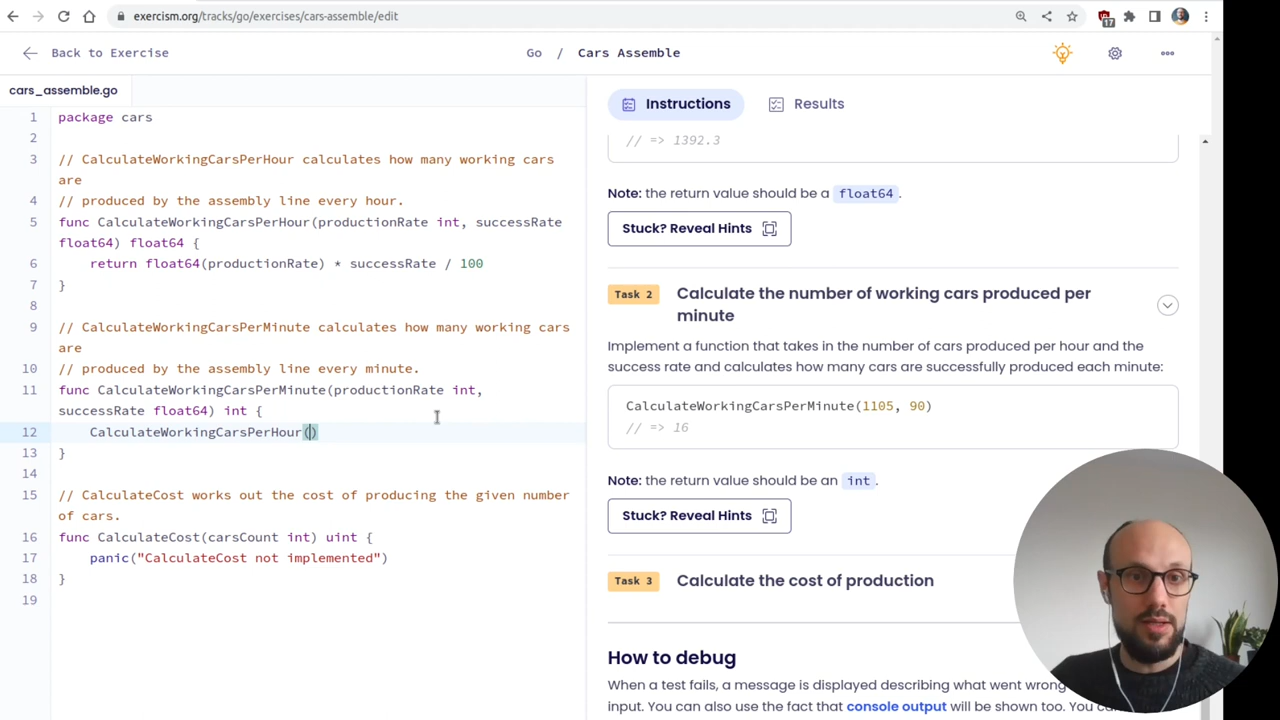 exercism.org/tracks/go/exercises/cars-assemble/edit
17
Back to Exercise
Go / Cars Assemble
cars_assemble.go
1 package cars
2
3 // CalculateWorkingCarsPerHour calculates how many working cars
are
4 // produced by the assembly line every hour.
5 func CalculateWorkingCarsPerHour(productionRate int, successRate
float64) float64 {
6 return float64(productionRate) * successRate / 100
7 }
8
9 // CalculateWorkingCarsPerMinute calculates how many working cars
are
10 // produced by the assembly line every minute.
11 func CalculateWorkingCarsPerMinute(productionRate int,
successRate float64) int {
12 CalculateWorkingCarsPerHour()
13 }
14
15 // CalculateCost works out the cost of producing the given number
of cars.
16 func CalculateCost(carsCount int) uint {
17 panic("CalculateCost not implemented")
18 }
19
Instructions
Results
// => 1392.3
Note: the return value should be a float64.
Stuck? Reveal Hints
Task 2 Calculate the number of working cars produced per
minute
Implement a function that takes in the number of cars produced per hour and the
success rate and calculates how many cars are successfully produced each minute:
CalculateWorkingCarsPerMinute(1105, 90)
// => 16
Note: the return value should be an int.
Stuck? Reveal Hints
Task 3 Calculate the cost of production
How to debug
When a test fails, a message is displayed describing what went wrong
input. You can also use the fact that console output will be shown too. You